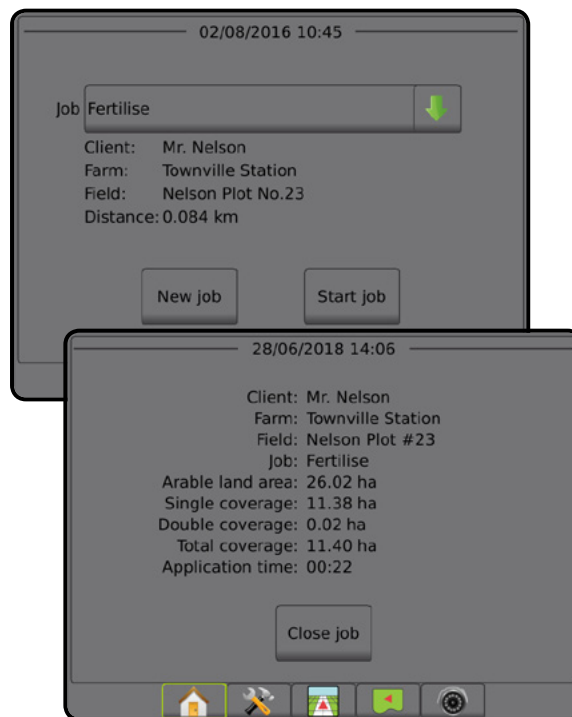 02/08/2016 10:45
Job Fertilise
Client: Mr. Nelson
Farm: Townville Station
Field: Nelson Plot No.23
Distance: 0.084 km
New job Start job
28/06/2018 14:06
Client: Mr. Nelson
Farm: Townville Station
Field: Nelson Plot #23
Job: Fertilise
Arable land area: 26.02 ha
Single coverage: 11.38 ha
Double coverage: 0.02 ha
Total coverage: 11.40 ha
Application time: 00:22
Close job